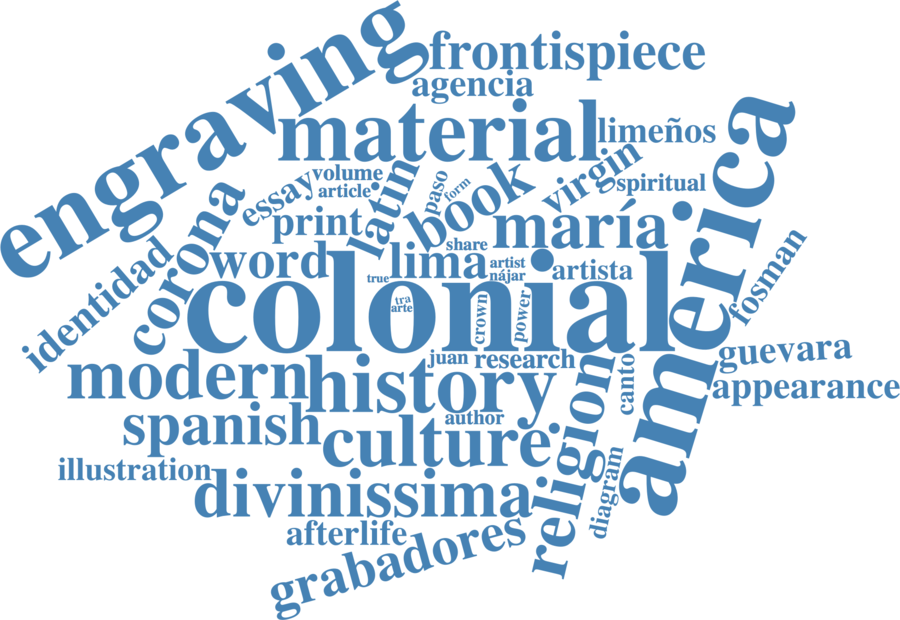 engraving
frontispiece
agencia
material
limeños
america
volume
article
essay
latin
paso
form
book
virgin
spiritual
corona
print
share
maría
identidad
word
lima
true
artist
nájar
artista
fosman
colonial
tra
arte
crown
power
juan
research
guevara
modern
history
canto
appearance
spanish
author
culture
religion
illustration
diagram
divinissima
afterlife
grabadores